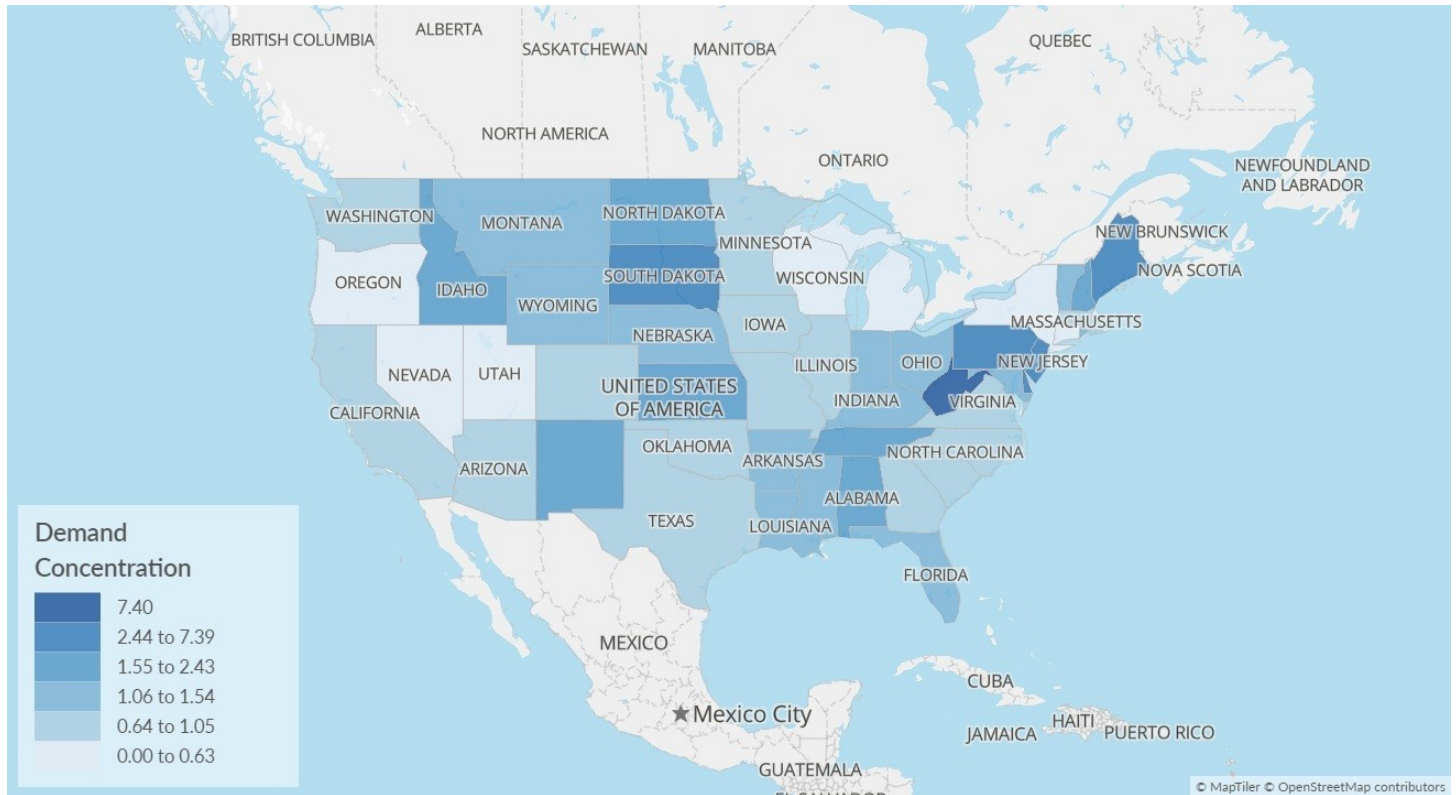 BRITISH COLUMBIA
ALBERTA
SASKATCHEWAN
MANITOBA
QUEBEC
NORTH AMERICA
ONTARIO
NEWFOUNDLAND
AND LABRADOR
WASHINGTON
MONTANA
NORTH DAKOTA
MINNESOTA
NEW BRUNSWICK
OREGON
IDAHO
SOUTH DAKOTA
WISCONSIN
NOVA SCOTIA
WYOMING
NEBRASKA
IOWA
MASSACHUSETTS
NEVADA
UTAH
ILLINOIS
OHIO
NEW JERSEY
UNITED STATES
OF AMERICA
INDIANA
VIRGINIA
CALIFORNIA
ARIZONA
OKLAHOMA
ARKANSAS
NORTH CAROLINA
TEXAS
LOUISIANA
ALABAMA
FLORIDA
Demand
Concentration
7.40
2.44 to 7.39
1.55 to 2.43
1.06 to 1.54
0.64 to 1.05
0.00 to 0.63
MEXICO
Mexico City
CUBA
JAMAICA
HAITI
PUERTO RICO
GUATEMALA
EL SALVADOR
© MapTiler © OpenStreetMap contributors